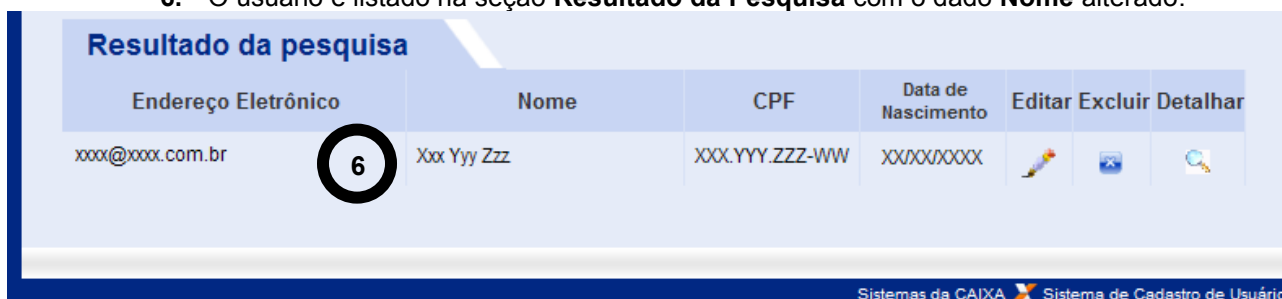 6. O usuário é listado na seção Resultado da Pesquisa com o dado Nome alterado.
Resultado da pesquisa
Endereço Eletrônico Nome CPF Data de Nascimento Editar Excluir Detalhar
xxxx@xxxx.com.br 6 Xxx Yyy Zzz XXX.YYY.ZZZ-WW XX/XX/XXXX
Sistemas da CAIXA Sistema de Cadastro de Usuário